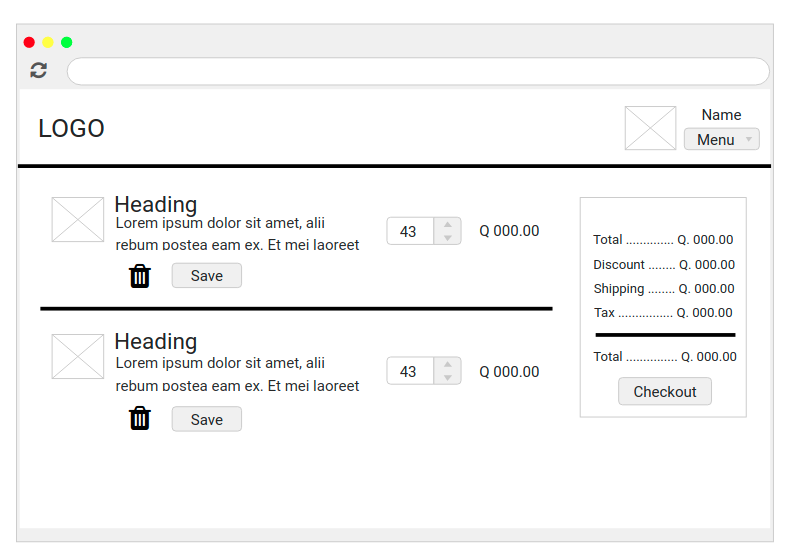 LOGO
Name
Menu
Heading
Lorem ipsum dolor sit amet, alii
rebum postea eam ex. Et mei laoreet
43
Q 000.00
Save
Heading
Lorem ipsum dolor sit amet, alii
rebum postea eam ex. Et mei laoreet
43
Q 000.00
Save
Total ............. Q. 000.00
Discount ........ Q. 000.00
Shipping ........ Q. 000.00
Tax ................ Q. 000.00
Total .............. Q. 000.00
Checkout